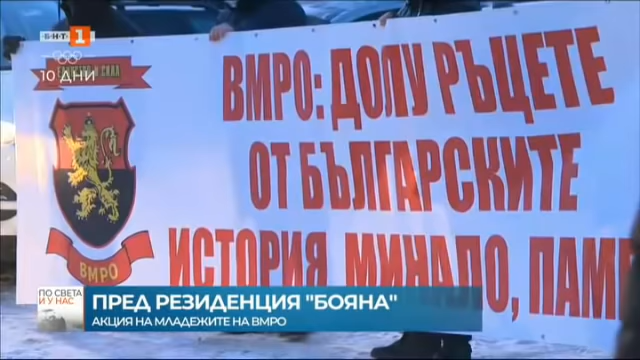 БНТ 1
10 ДНИ
ВМРО: ДОЛУ РЪЦЕТЕ
ОТ БЪЛГАРСКИТЕ
ИСТОРИЯ, МИНАЛО,
ВМРО
ПО СВЕТА
И У НАС
ПРЕД РЕЗИДЕНЦИЯ "БОЯНА"
АКЦИЯ НА МЛАДЕЖИТЕ НА ВМРО